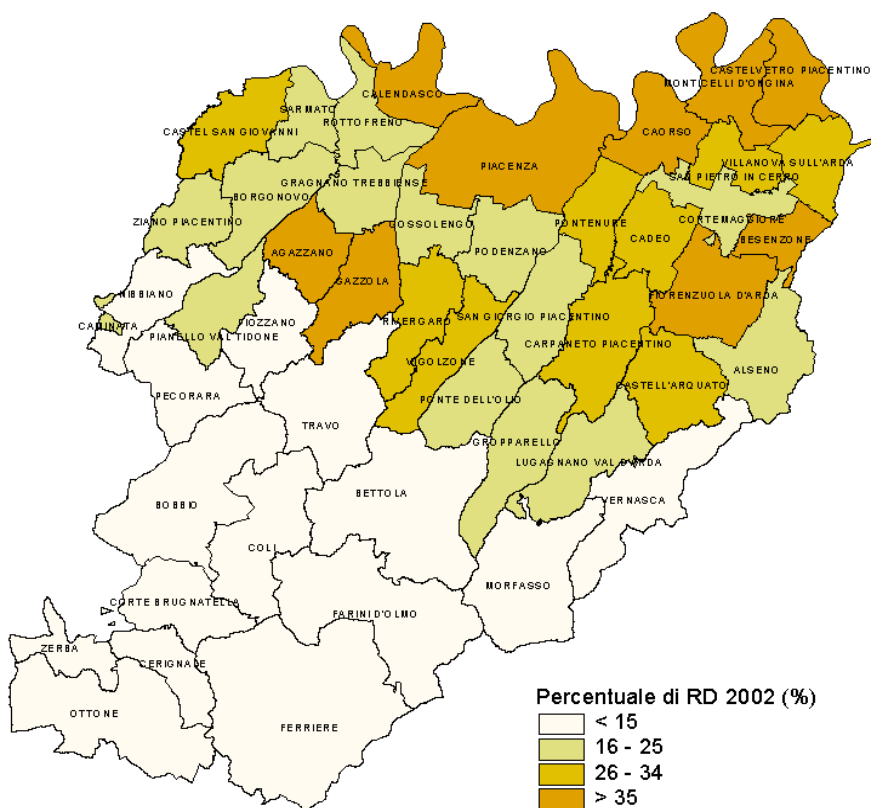 CASTELVETRO PIACENTINO
MONTICELLI D'ONGINA
CALENDASCO
SARMATO
ROTTOFRENO
CASTEL SAN GIOVANNI
CAORSO
PIACENZA
VILLANOVA SULL'ARDA
SAN PIETRO IN CERRO
GRAGNANO TREBBIENSE
BORGONOVO
ZIANO PIACENTINO
GOSSOLENGO
PONTENURE
CORTEMAGGIORE
PODENZANO
CADEO
BESENZONE
AGAZZANO
GAZZOLA
NIBBIANO
FIORENZUOLA D'ARDA
CAMINATA
PIOZZANO
PIANELLO VAL TIDONE
RIVERGARO
SAN GIORGIO PIACENTINO
CARPANETO PIACENTINO
VIGOLZONE
ALSENO
PECORARA
CASTELL'ARQUATO
PONTE DELL'OLIO
TRAVO
GROPPARELLO
LUGAGNANO VAL D'ARDA
BETTOLA
VERNASCA
BOBBIO
COLI
MORFASSO
CORTE BRUGNATELLA
FARINI D'OLMO
ZERBA
CERIGNALE
OTTONE
FERRIERE
Percentuale di RD 2002 (%)
< 15
16 - 25
26 - 34
> 35